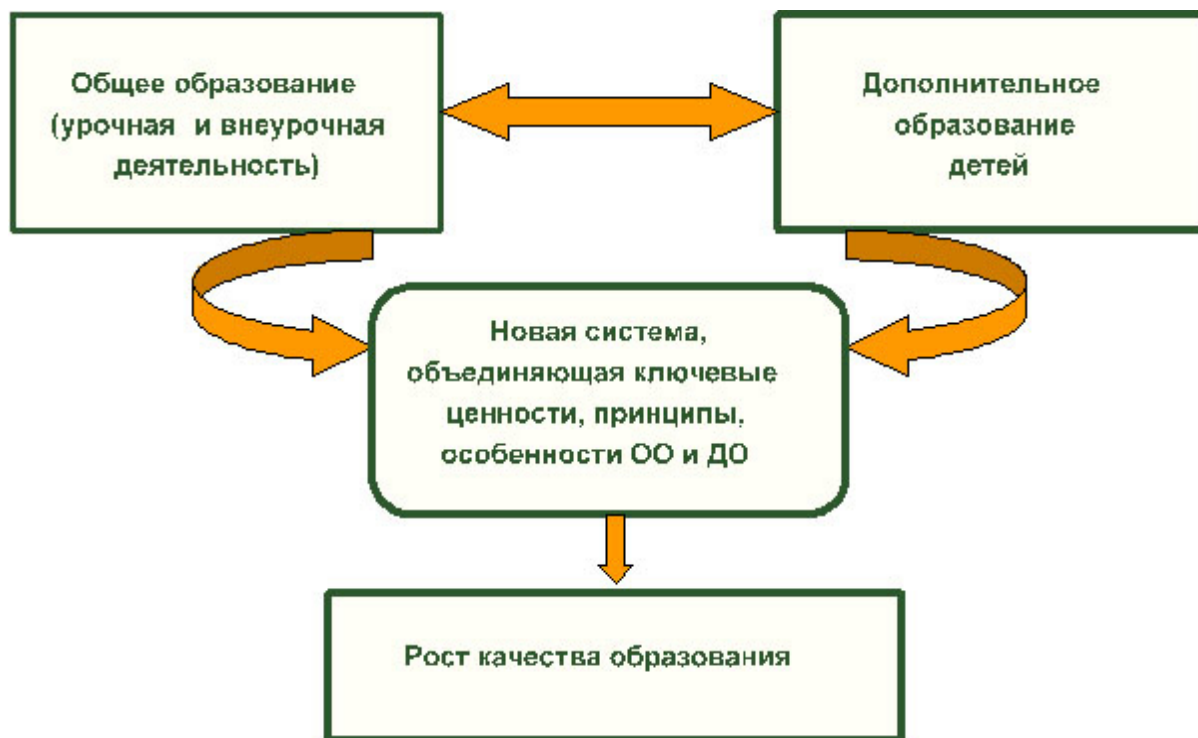 Общее образование
(урочная и внеурочная
деятельность)
Дополнительное
образование
детей
Новая система,
объединяющая ключевые
ценности, принципы,
особенности ОО и ДО
Рост качества образования